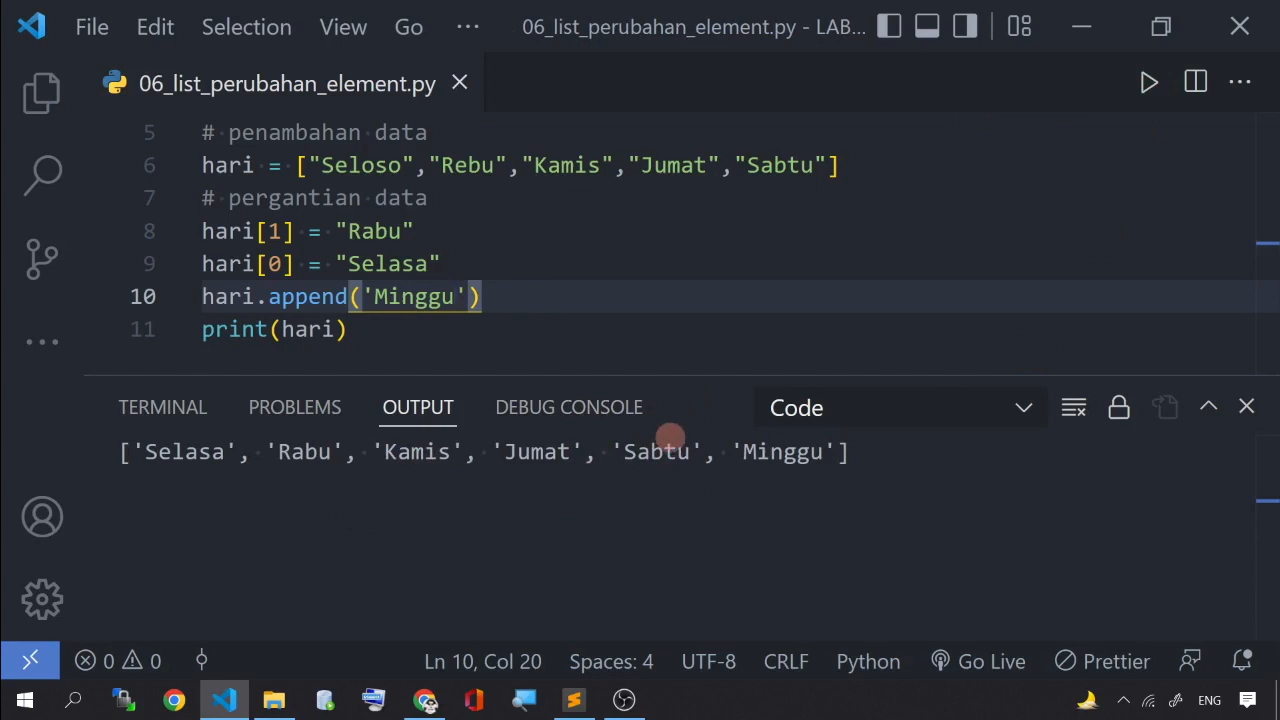 File Edit Selection View Go ··· 06_list_perubahan_element.py - LAB...
06_list_perubahan_element.py
5 # penambahan data
6 hari = ["Seloso","Rebu","Kamis","Jumat","Sabtu"]
7 # pergantian data
8 hari[1] = "Rabu"
9 hari[0] = "Selasa"
10 hari.append('Minggu')
11 print(hari)
TERMINAL PROBLEMS OUTPUT DEBUG CONSOLE Code
['Selasa', 'Rabu', 'Kamis', 'Jumat', 'Sabtu', 'Minggu']
0 0 Ln 10, Col 20 Spaces: 4 UTF-8 CRLF Python Go Live Prettier
ENG